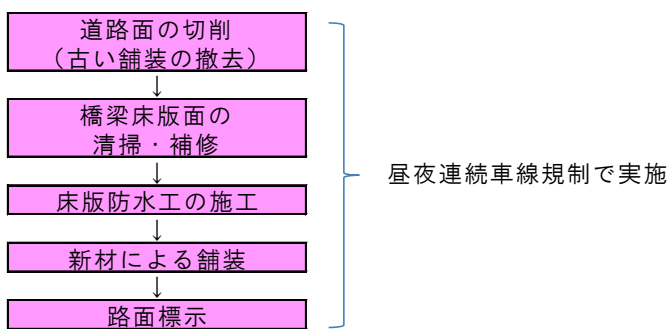 道路面の切削
（古い舗装の撤去）
↓
橋梁床版面の
清掃・補修
↓
床版防水工の施工
↓
新材による舗装
↓
路面標示
昼夜連続車線規制で実施